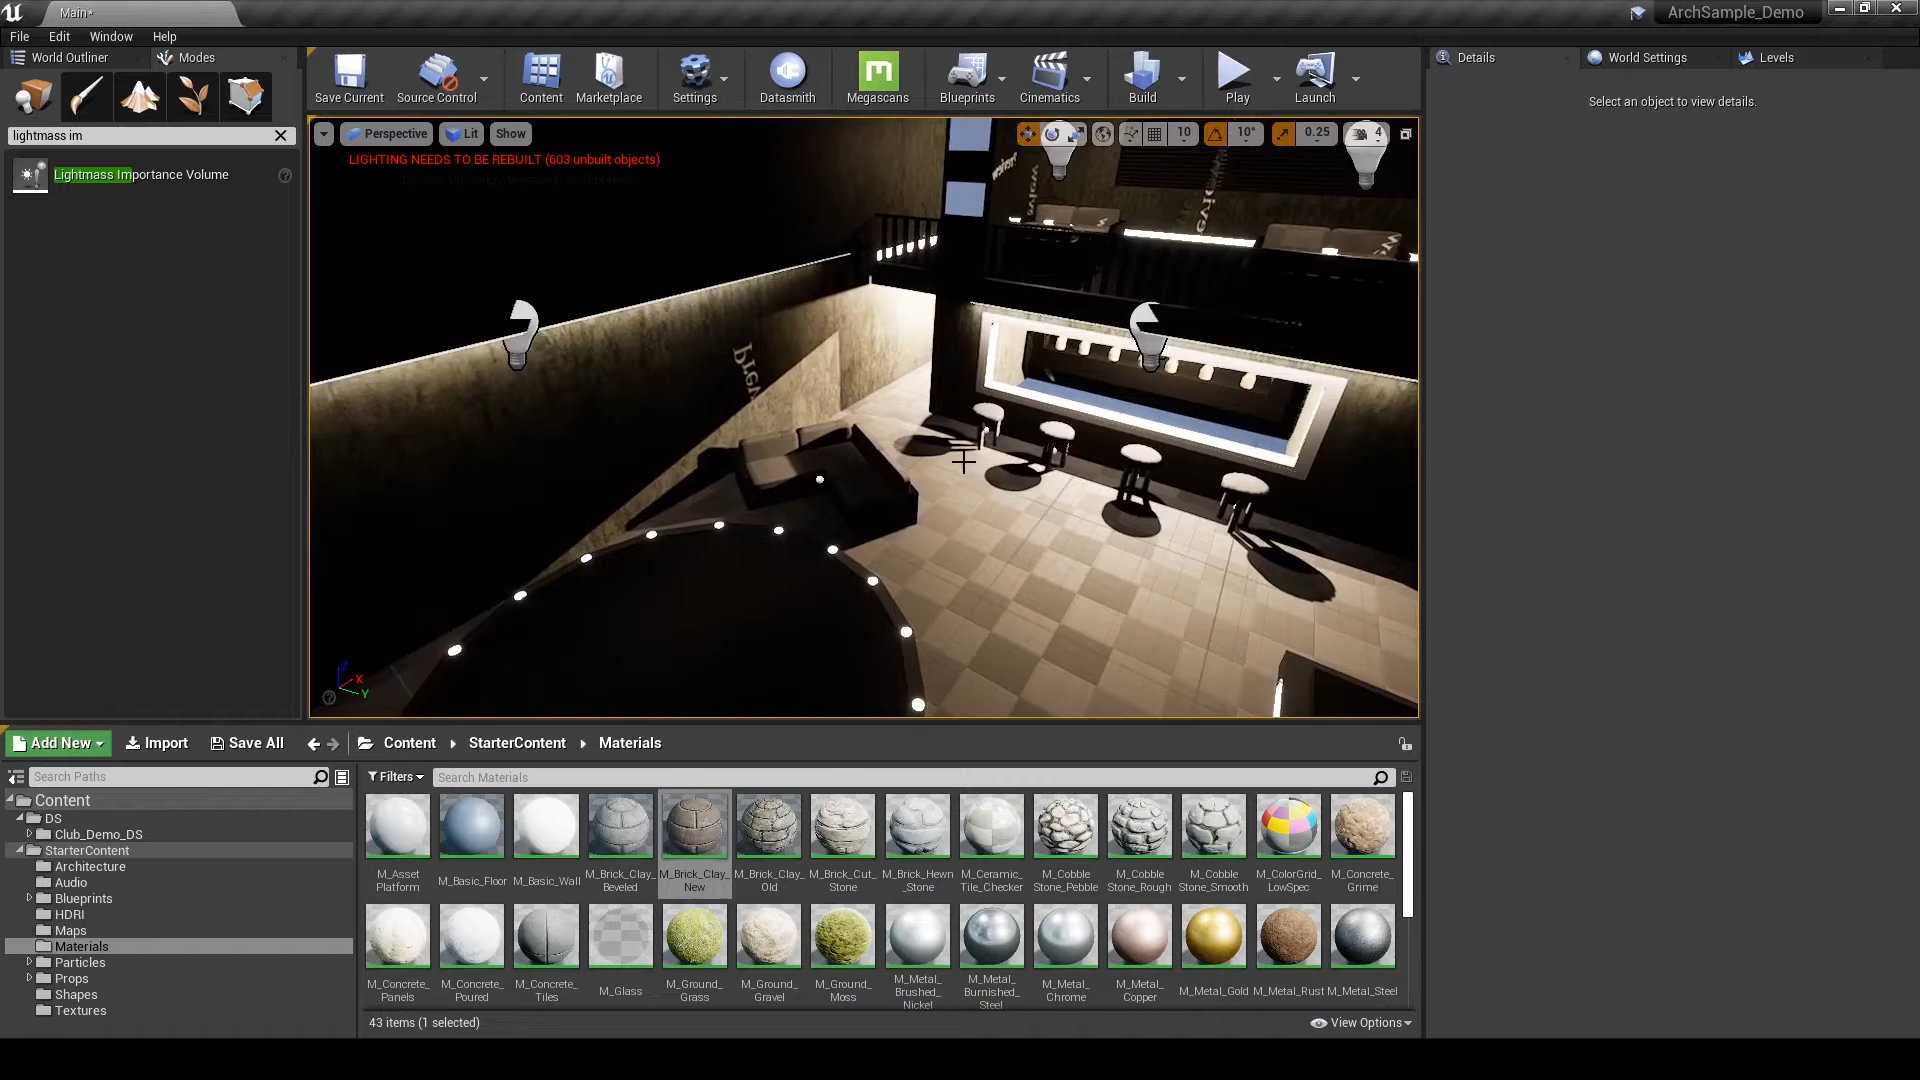 Main*
ArchSample_Demo
File Edit Window Help
World Outliner Modes
Save Current Source Control Content Marketplace Settings Datasmith Megascans Blueprints Cinematics Build Play Launch
Details World Settings Levels
Select an object to view details.
lightmass im
Lightmass Importance Volume
Perspective Lit Show
10 10° 0.25 4
LIGHTING NEEDS TO BE REBUILT (603 unbuilt objects)
Z X Y
Add New Import Save All Content StarterContent Materials
Search Paths
Filters Search Materials
Content
DS
Club_Demo_DS
StarterContent
Architecture
Audio
Blueprints
HDRI
Maps
Materials
Particles
Props
Shapes
Textures
M_Asset Platform
M_Basic_Floor
M_Basic_Wall
M_Brick_Clay_ Beveled
M_Brick_Clay_ New
M_Brick_Clay_ Old
M_Brick_Cut_ Stone
M_Brick_Hewn _Stone
M_Ceramic_ Tile_Checker
M_Cobble Stone_Pebble
M_Cobble Stone_Rough
M_Cobble Stone_Smooth
M_ColorGrid_ LowSpec
M_Concrete_ Grime
M_Concrete_ Panels
M_Concrete_ Poured
M_Concrete_ Tiles
M_Glass
M_Ground_ Grass
M_Ground_ Gravel
M_Ground_ Moss
M_Metal_ Brushed_ Nickel
M_Metal_ Burnished_ Steel
M_Metal_ Chrome
M_Metal_ Copper
M_Metal_Gold
M_Metal_Rust
M_Metal_Steel
43 items (1 selected)
View Options